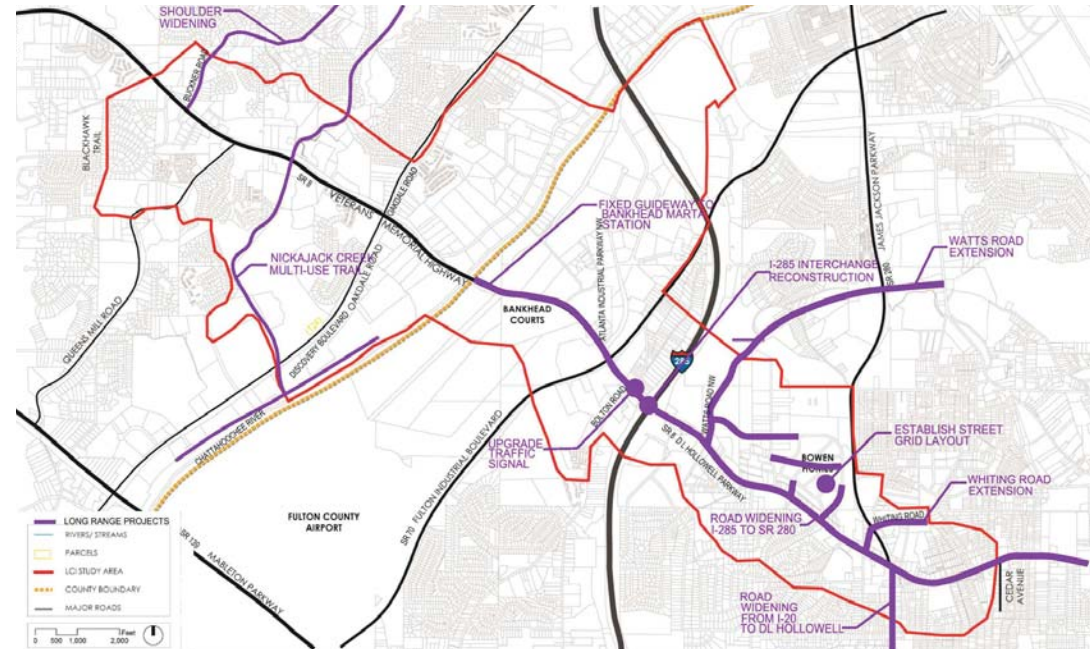 SHOULDER
WIDENING
BUCKNER ROAD
BLACKHAWK
TRAIL
SR 8
VETERANS
MEMORIAL HIGHWAY
OAKDALE ROAD
FIXED GUIDEWAY TO
BANKHEAD MARTA
STATION
JAMES JACKSON PARKWAY
SR 280
WATTS ROAD
EXTENSION
I-285 INTERCHANGE
RECONSTRUCTION
NICKAJACK CREEK
MULTI-USE TRAIL
DISCOVERY BOULEVARD
OAKDALE ROAD
QUEENS MILL ROAD
BANKHEAD
COURTS
ATLANTA INDUSTRIAL PARKWAY NW
285
BOLTON ROAD
WATTS ROAD NW
CHATTAHOOCHEE RIVER
UPGRADE
TRAFFIC
SIGNAL
SR 8 D L HOLLOWELL PARKWAY
ESTABLISH STREET
GRID LAYOUT
BOWEN
HOMES
WHITING ROAD
EXTENSION
WHITING ROAD
ROAD WIDENING
I-285 TO SR 280
FULTON COUNTY
AIRPORT
SR 70 FULTON INDUSTRIAL BOULEVARD
SR 139
MABLETON PARKWAY
ROAD
WIDENING
FROM I-20
TO DL HOLLOWELL
CEDAR
AVENUE
LONG RANGE PROJECTS
RIVERS/ STREAMS
PARCELS
LCI STUDY AREA
COUNTY BOUNDARY
MAJOR ROADS
Feet
0 500 1,000 2,000